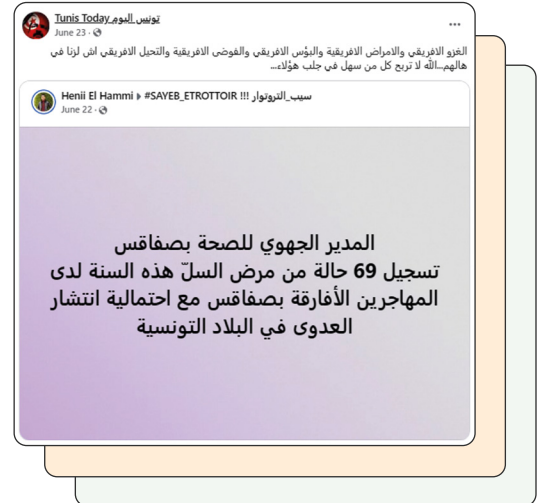 تونس اليوم Tunis Today
June 23 ·
الغزو الافريقي والامراض الافريقية والبؤس الافريقي والفوضى الافريقية والتحيل الافريقي اش لزنا في
هالهم...الله لا تربح كل من سهل في جلب هؤلاء...
Henii El Hammi ▸ #SAYEB_ETROTTOIR !!! سيب_التروتوار
June 22 ·
المدير الجهوي للصحة بصفاقس
تسجيل 69 حالة من مرض السلّ هذه السنة لدى
المهاجرين الأفارقة بصفاقس مع احتمالية انتشار
العدوى في البلاد التونسية